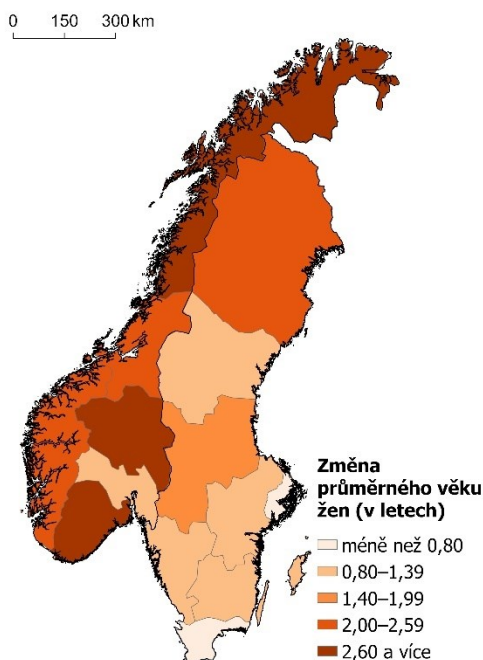 0 150 300 km
Změna
průměrného věku
žen (v letech)
méně než 0,80
0,80–1,39
1,40–1,99
2,00–2,59
2,60 a více